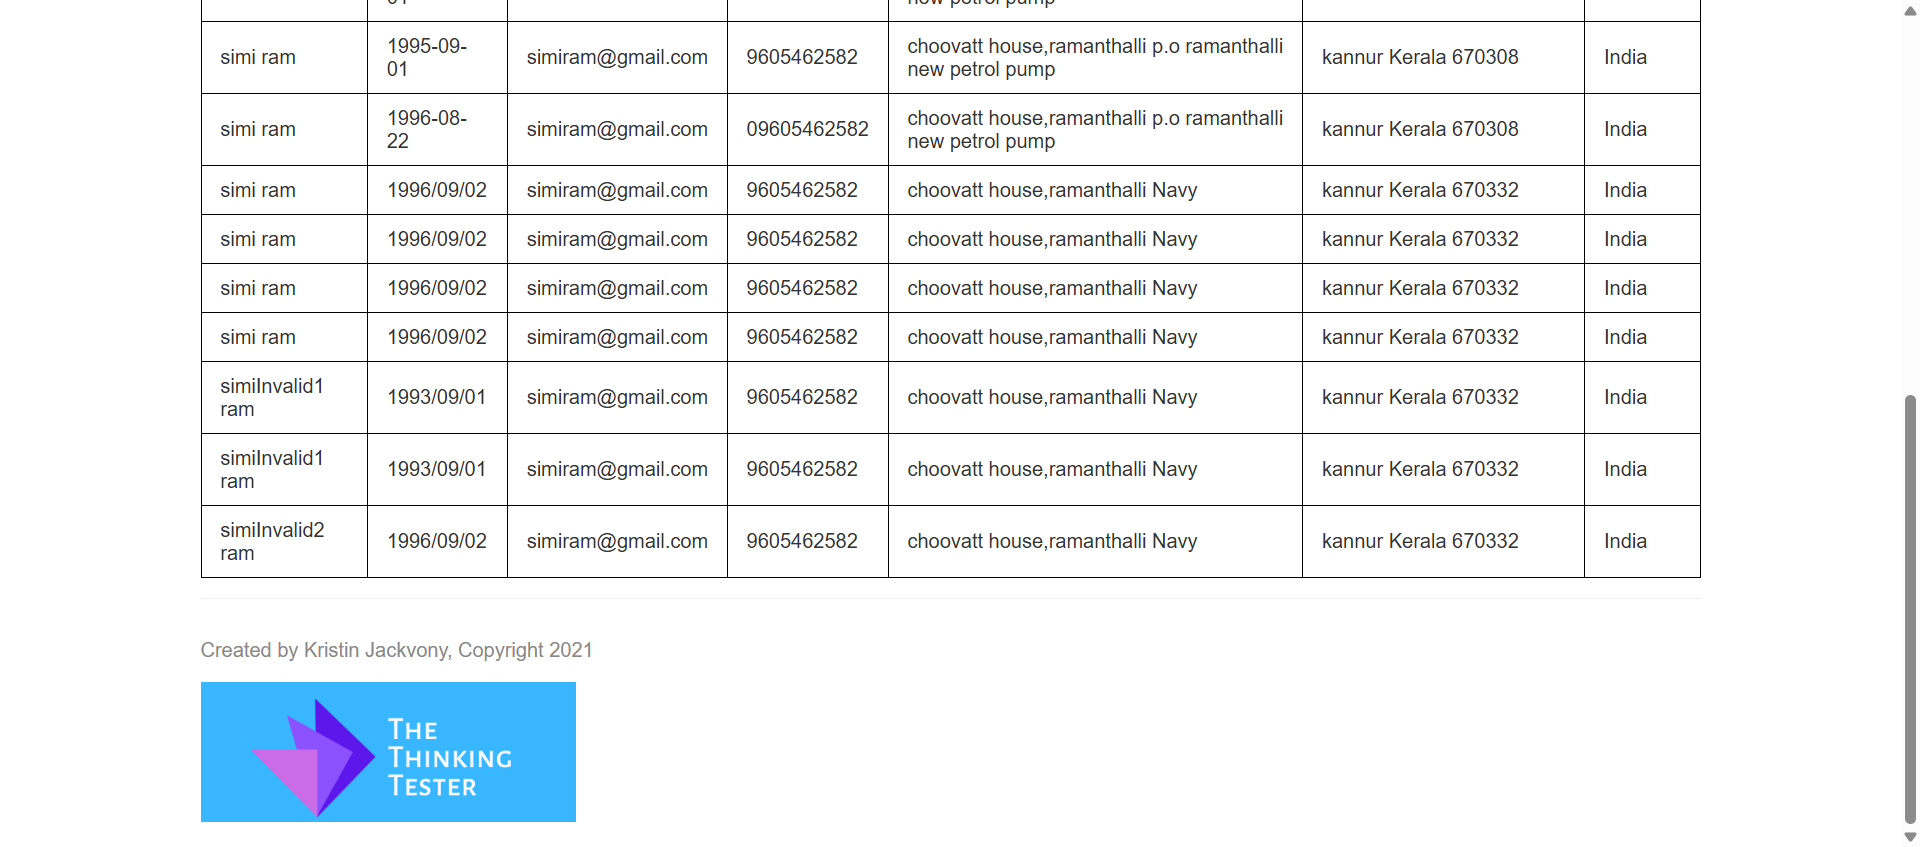 01 new petrol pump
simi ram 1995-09-01 simiram@gmail.com 9605462582 choovatt house,ramanthalli p.o ramanthalli new petrol pump kannur Kerala 670308 India
simi ram 1996-08-22 simiram@gmail.com 09605462582 choovatt house,ramanthalli p.o ramanthalli new petrol pump kannur Kerala 670308 India
simi ram 1996/09/02 simiram@gmail.com 9605462582 choovatt house,ramanthalli Navy kannur Kerala 670332 India
simi ram 1996/09/02 simiram@gmail.com 9605462582 choovatt house,ramanthalli Navy kannur Kerala 670332 India
simi ram 1996/09/02 simiram@gmail.com 9605462582 choovatt house,ramanthalli Navy kannur Kerala 670332 India
simi ram 1996/09/02 simiram@gmail.com 9605462582 choovatt house,ramanthalli Navy kannur Kerala 670332 India
simiInvalid1 ram 1993/09/01 simiram@gmail.com 9605462582 choovatt house,ramanthalli Navy kannur Kerala 670332 India
simiInvalid1 ram 1993/09/01 simiram@gmail.com 9605462582 choovatt house,ramanthalli Navy kannur Kerala 670332 India
simiInvalid2 ram 1996/09/02 simiram@gmail.com 9605462582 choovatt house,ramanthalli Navy kannur Kerala 670332 India
Created by Kristin Jackvony, Copyright 2021
THE
THINKING
TESTER